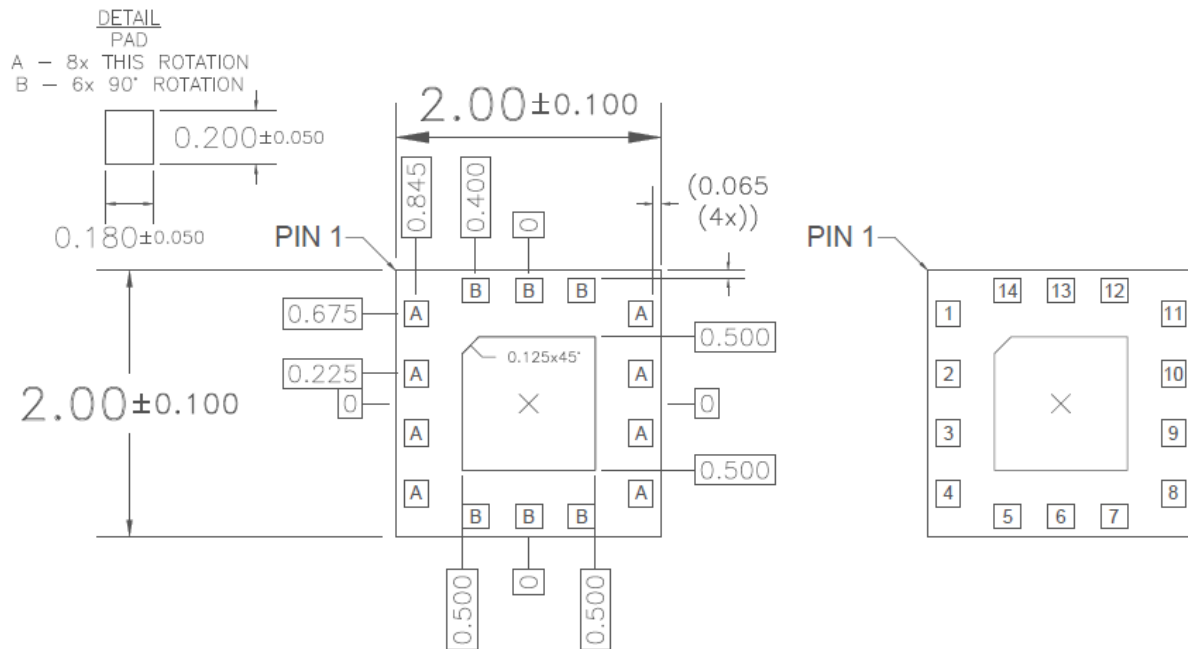 DETAIL
PAD
A – 8x THIS ROTATION
B – 6x 90° ROTATION
0.200±0.050
0.180±0.050
2.00±0.100
0.845
0.400
0
(0.065
(4x))
PIN 1
B B B
A A
0.675
0.500
0.125x45°
0.225
A A
0
0
2.00±0.100
A A
0.500
A A
B B B
0.500
0
0.500
PIN 1
14 13 12
1 11
2 10
3 9
4 8
5 6 7